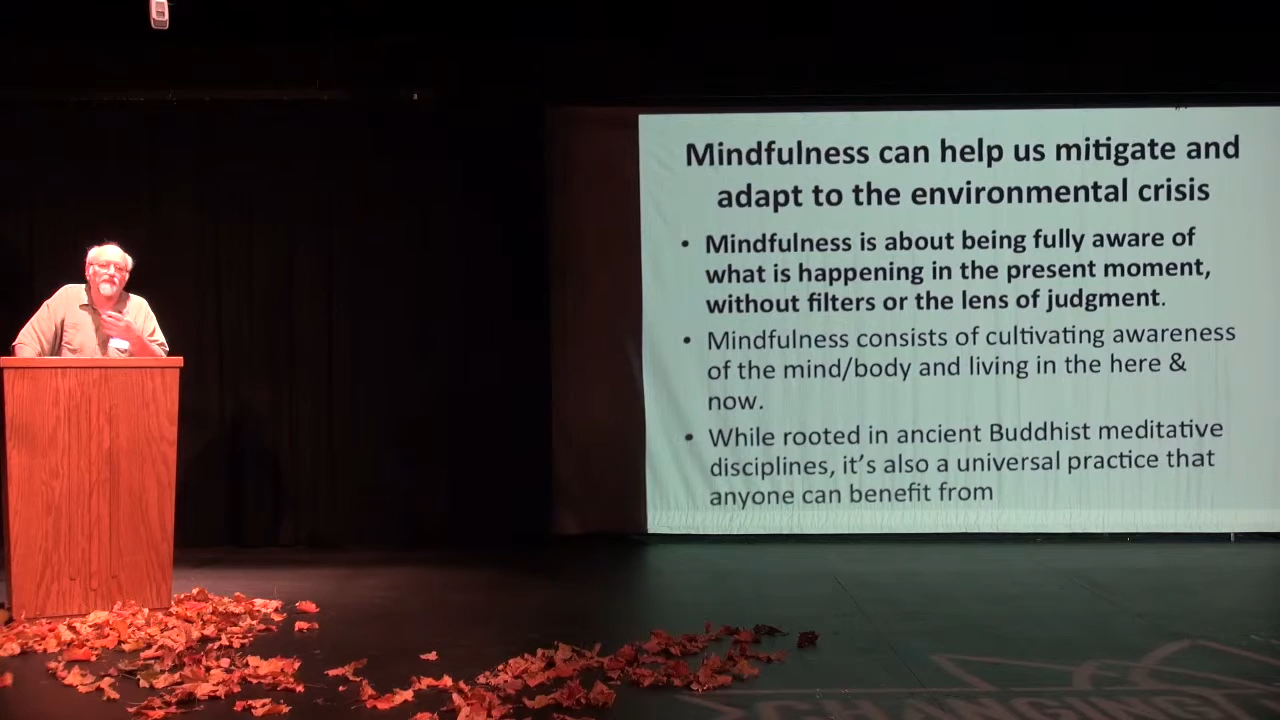 Mindfulness can help us mitigate and
adapt to the environmental crisis
• Mindfulness is about being fully aware of
what is happening in the present moment,
without filters or the lens of judgment.
• Mindfulness consists of cultivating awareness
of the mind/body and living in the here &
now.
• While rooted in ancient Buddhist meditative
disciplines, it's also a universal practice that
anyone can benefit from
CHANGING